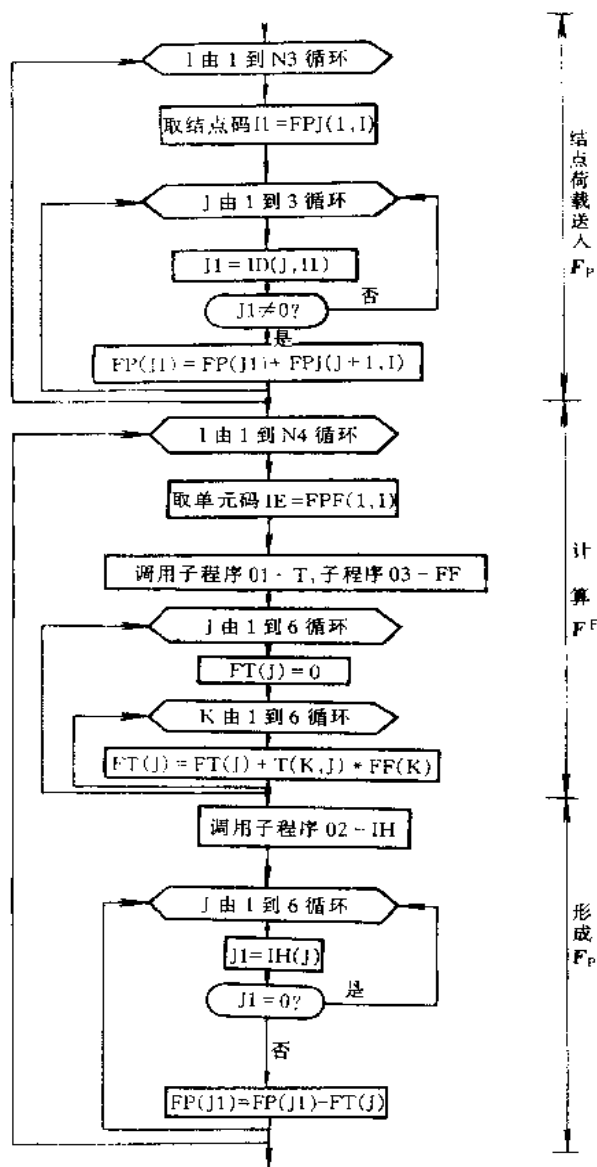 I 由 1 到 N3 循环
取结点码 I1=FPJ(1,I)
J 由 1 到 3 循环
J1=ID(J,I1)
否
J1≠0?
是
FP(J1)=FP(J1)+FPJ(J+1,I)
结点荷载送入 F_P
I 由 1 到 N4 循环
取单元码 IE=FPF(1,I)
调用子程序 01-T,子程序 03-FF
J 由 1 到 6 循环
FT(J)=0
K 由 1 到 6 循环
FT(J)=FT(J)+T(K,J)*FF(K)
计算 F^F
调用子程序 02-IH
J 由 1 到 6 循环
J1=IH(J)
是
J1=0?
否
FP(J1)=FP(J1)-FT(J)
形成 F_P